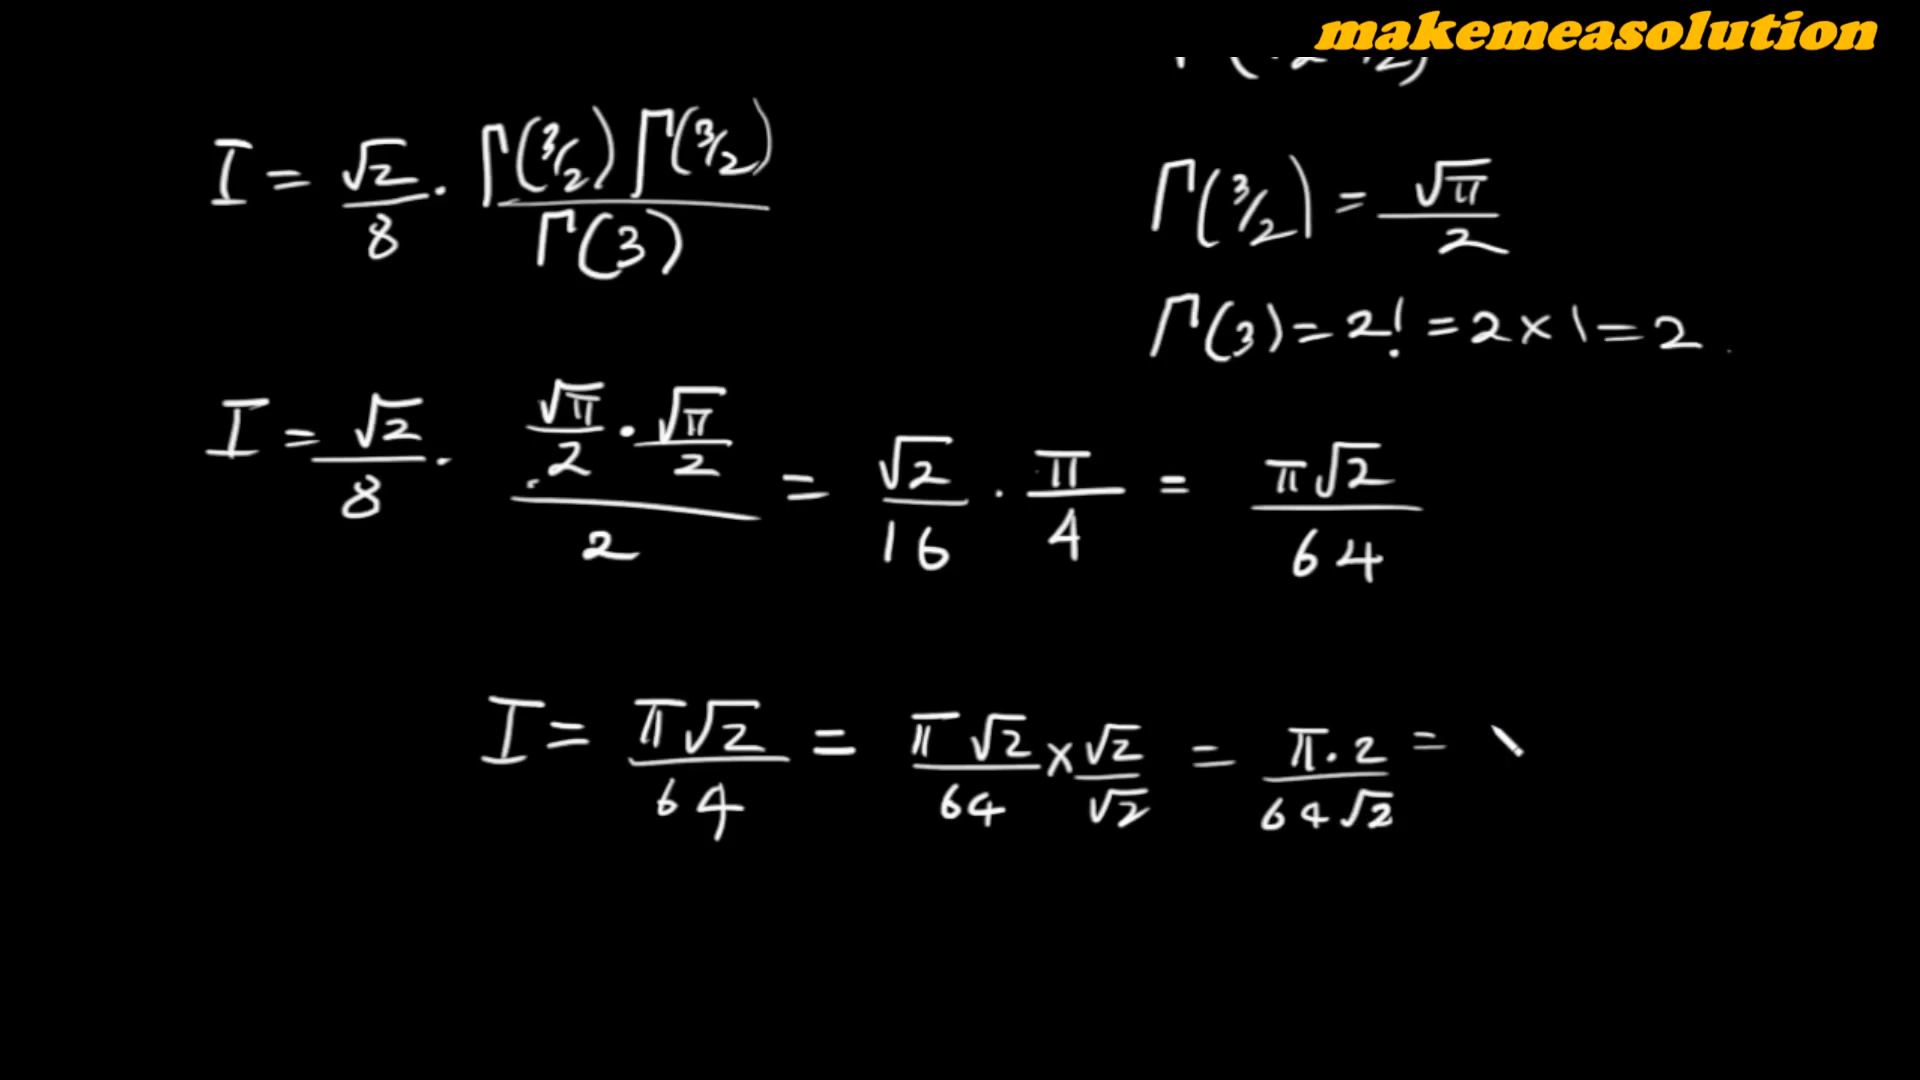 makemeasolution
I = √2/8 · Γ(3/2) Γ(3/2) / Γ(3)
Γ(3/2) = √π/2
Γ(3) = 2! = 2 × 1 = 2
I = √2/8 · (√π/2 · √π/2)/2 = √2/16 · π/4 = π√2/64
I = π√2/64 = π√2/64 × √2/√2 = π·2/64√2 =